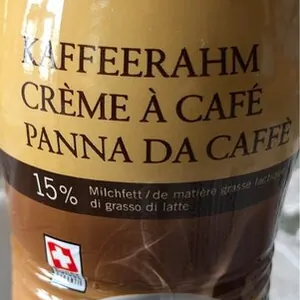 KAFFEERAHM
CRÈME À CAFÉ
PANNA DA CAFFÈ
15% Milchfett/de matière grasse
di grasso di latte